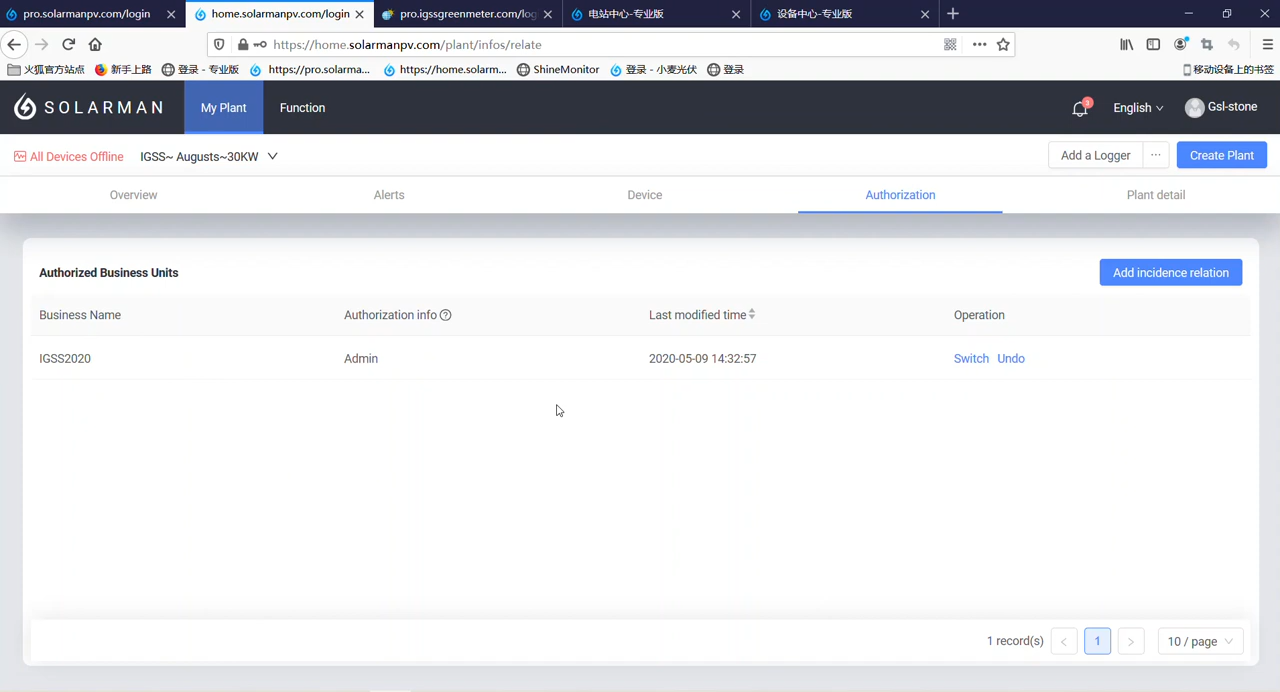 pro.solarmanpv.com/login
home.solarmanpv.com/login
pro.igssgreenmeter.com/log
电站中心-专业版
设备中心-专业版
https://home.solarmanpv.com/plant/infos/relate
火狐官方站点
新手上路
登录 - 专业版
https://pro.solarma...
https://home.solarm...
ShineMonitor
登录 - 小麦光伏
登录
移动设备上的书签
SOLARMAN
My Plant
Function
3
English
Gsl-stone
All Devices Offline
IGSS~ Augusts~30KW
Add a Logger
...
Create Plant
Overview
Alerts
Device
Authorization
Plant detail
Authorized Business Units
Add incidence relation
Business Name
Authorization info
Last modified time
Operation
IGSS2020
Admin
2020-05-09 14:32:57
Switch Undo
1 record(s)
1
10 / page